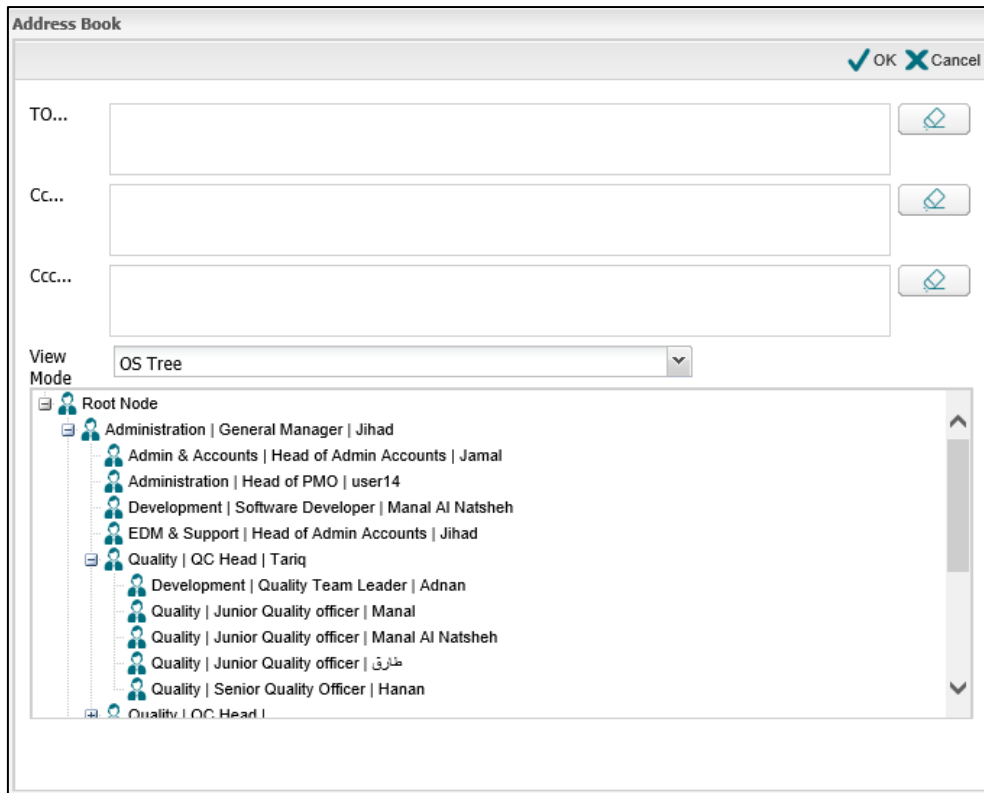 Address Book
OK Cancel
TO...
Cc...
Ccc...
View Mode
OS Tree
Root Node
Administration | General Manager | Jihad
Admin & Accounts | Head of Admin Accounts | Jamal
Administration | Head of PMO | user14
Development | Software Developer | Manal Al Natsheh
EDM & Support | Head of Admin Accounts | Jihad
Quality | QC Head | Tariq
Development | Quality Team Leader | Adnan
Quality | Junior Quality officer | Manal
Quality | Junior Quality officer | Manal Al Natsheh
Quality | Junior Quality officer | طارق
Quality | Senior Quality Officer | Hanan
Quality | QC Head |